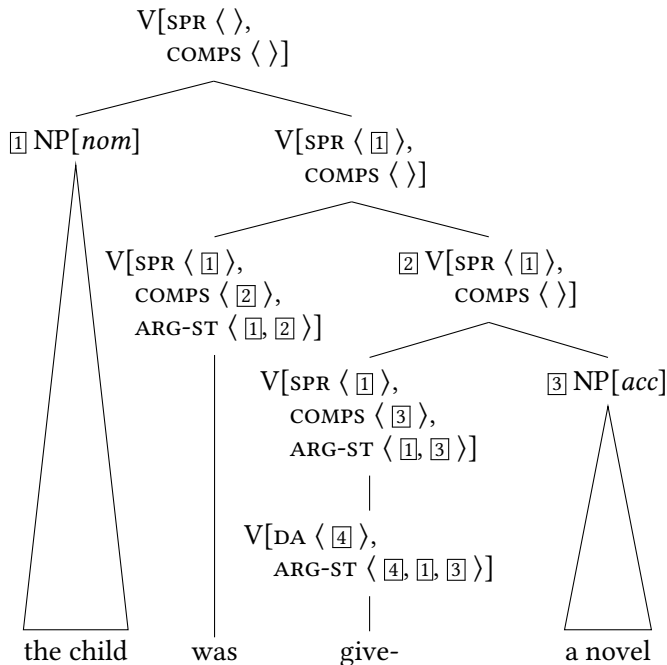 V[SPR ⟨ ⟩,
COMPS ⟨ ⟩]
1 NP[nom]
V[SPR ⟨ 1 ⟩,
COMPS ⟨ ⟩]
V[SPR ⟨ 1 ⟩,
COMPS ⟨ 2 ⟩,
ARG-ST ⟨ 1, 2 ⟩]
2 V[SPR ⟨ 1 ⟩,
COMPS ⟨ ⟩]
V[SPR ⟨ 1 ⟩,
COMPS ⟨ 3 ⟩,
ARG-ST ⟨ 1, 3 ⟩]
3 NP[acc]
V[DA ⟨ 4 ⟩,
ARG-ST ⟨ 4, 1, 3 ⟩]
the child was give- a novel